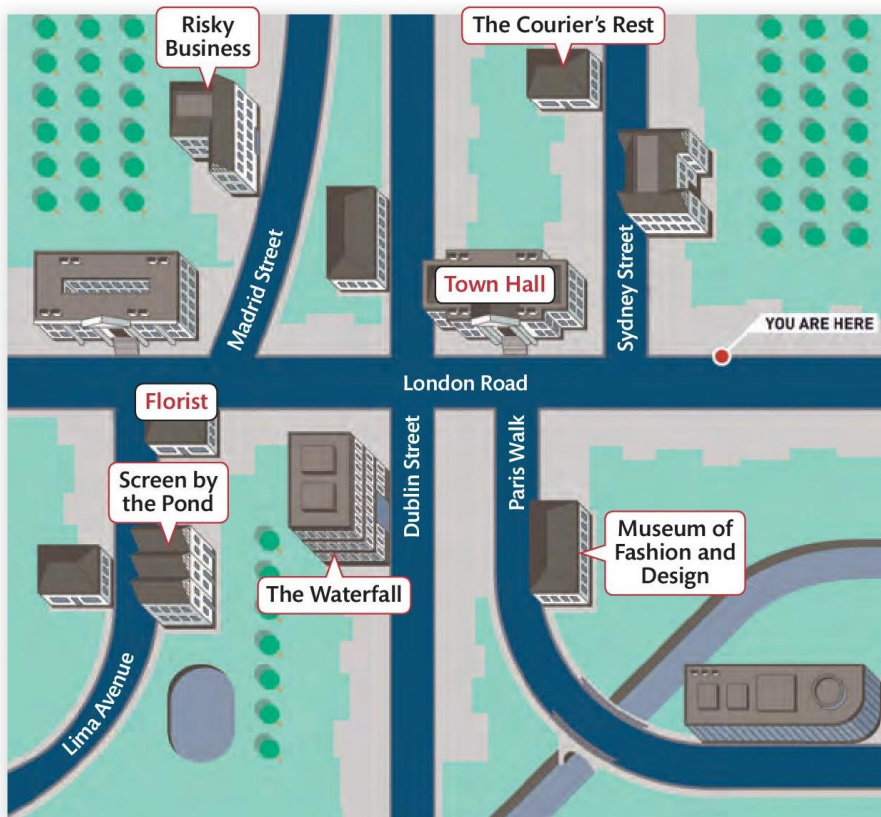 Risky
Business
The Courier's Rest
Madrid Street
Town Hall
Sydney Street
YOU ARE HERE
London Road
Florist
Dublin Street
Paris Walk
Screen by
the Pond
The Waterfall
Museum of
Fashion and
Design
Lima Avenue